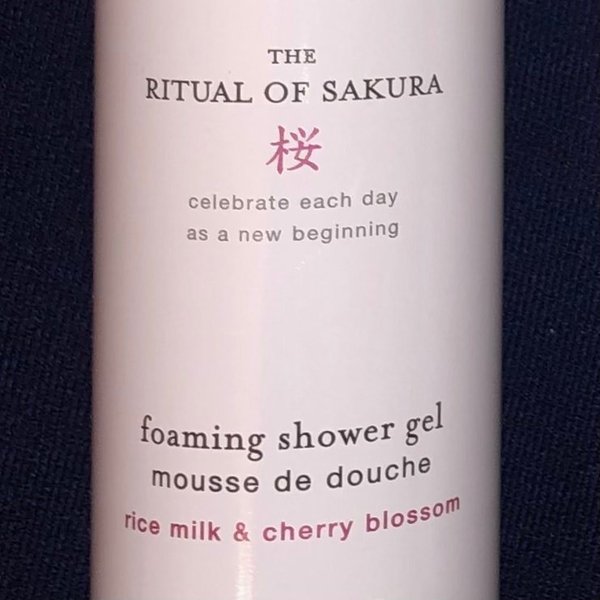 THE
RITUAL OF SAKURA
桜
celebrate each day
as a new beginning
foaming shower gel
mousse de douche
rice milk & cherry blossom